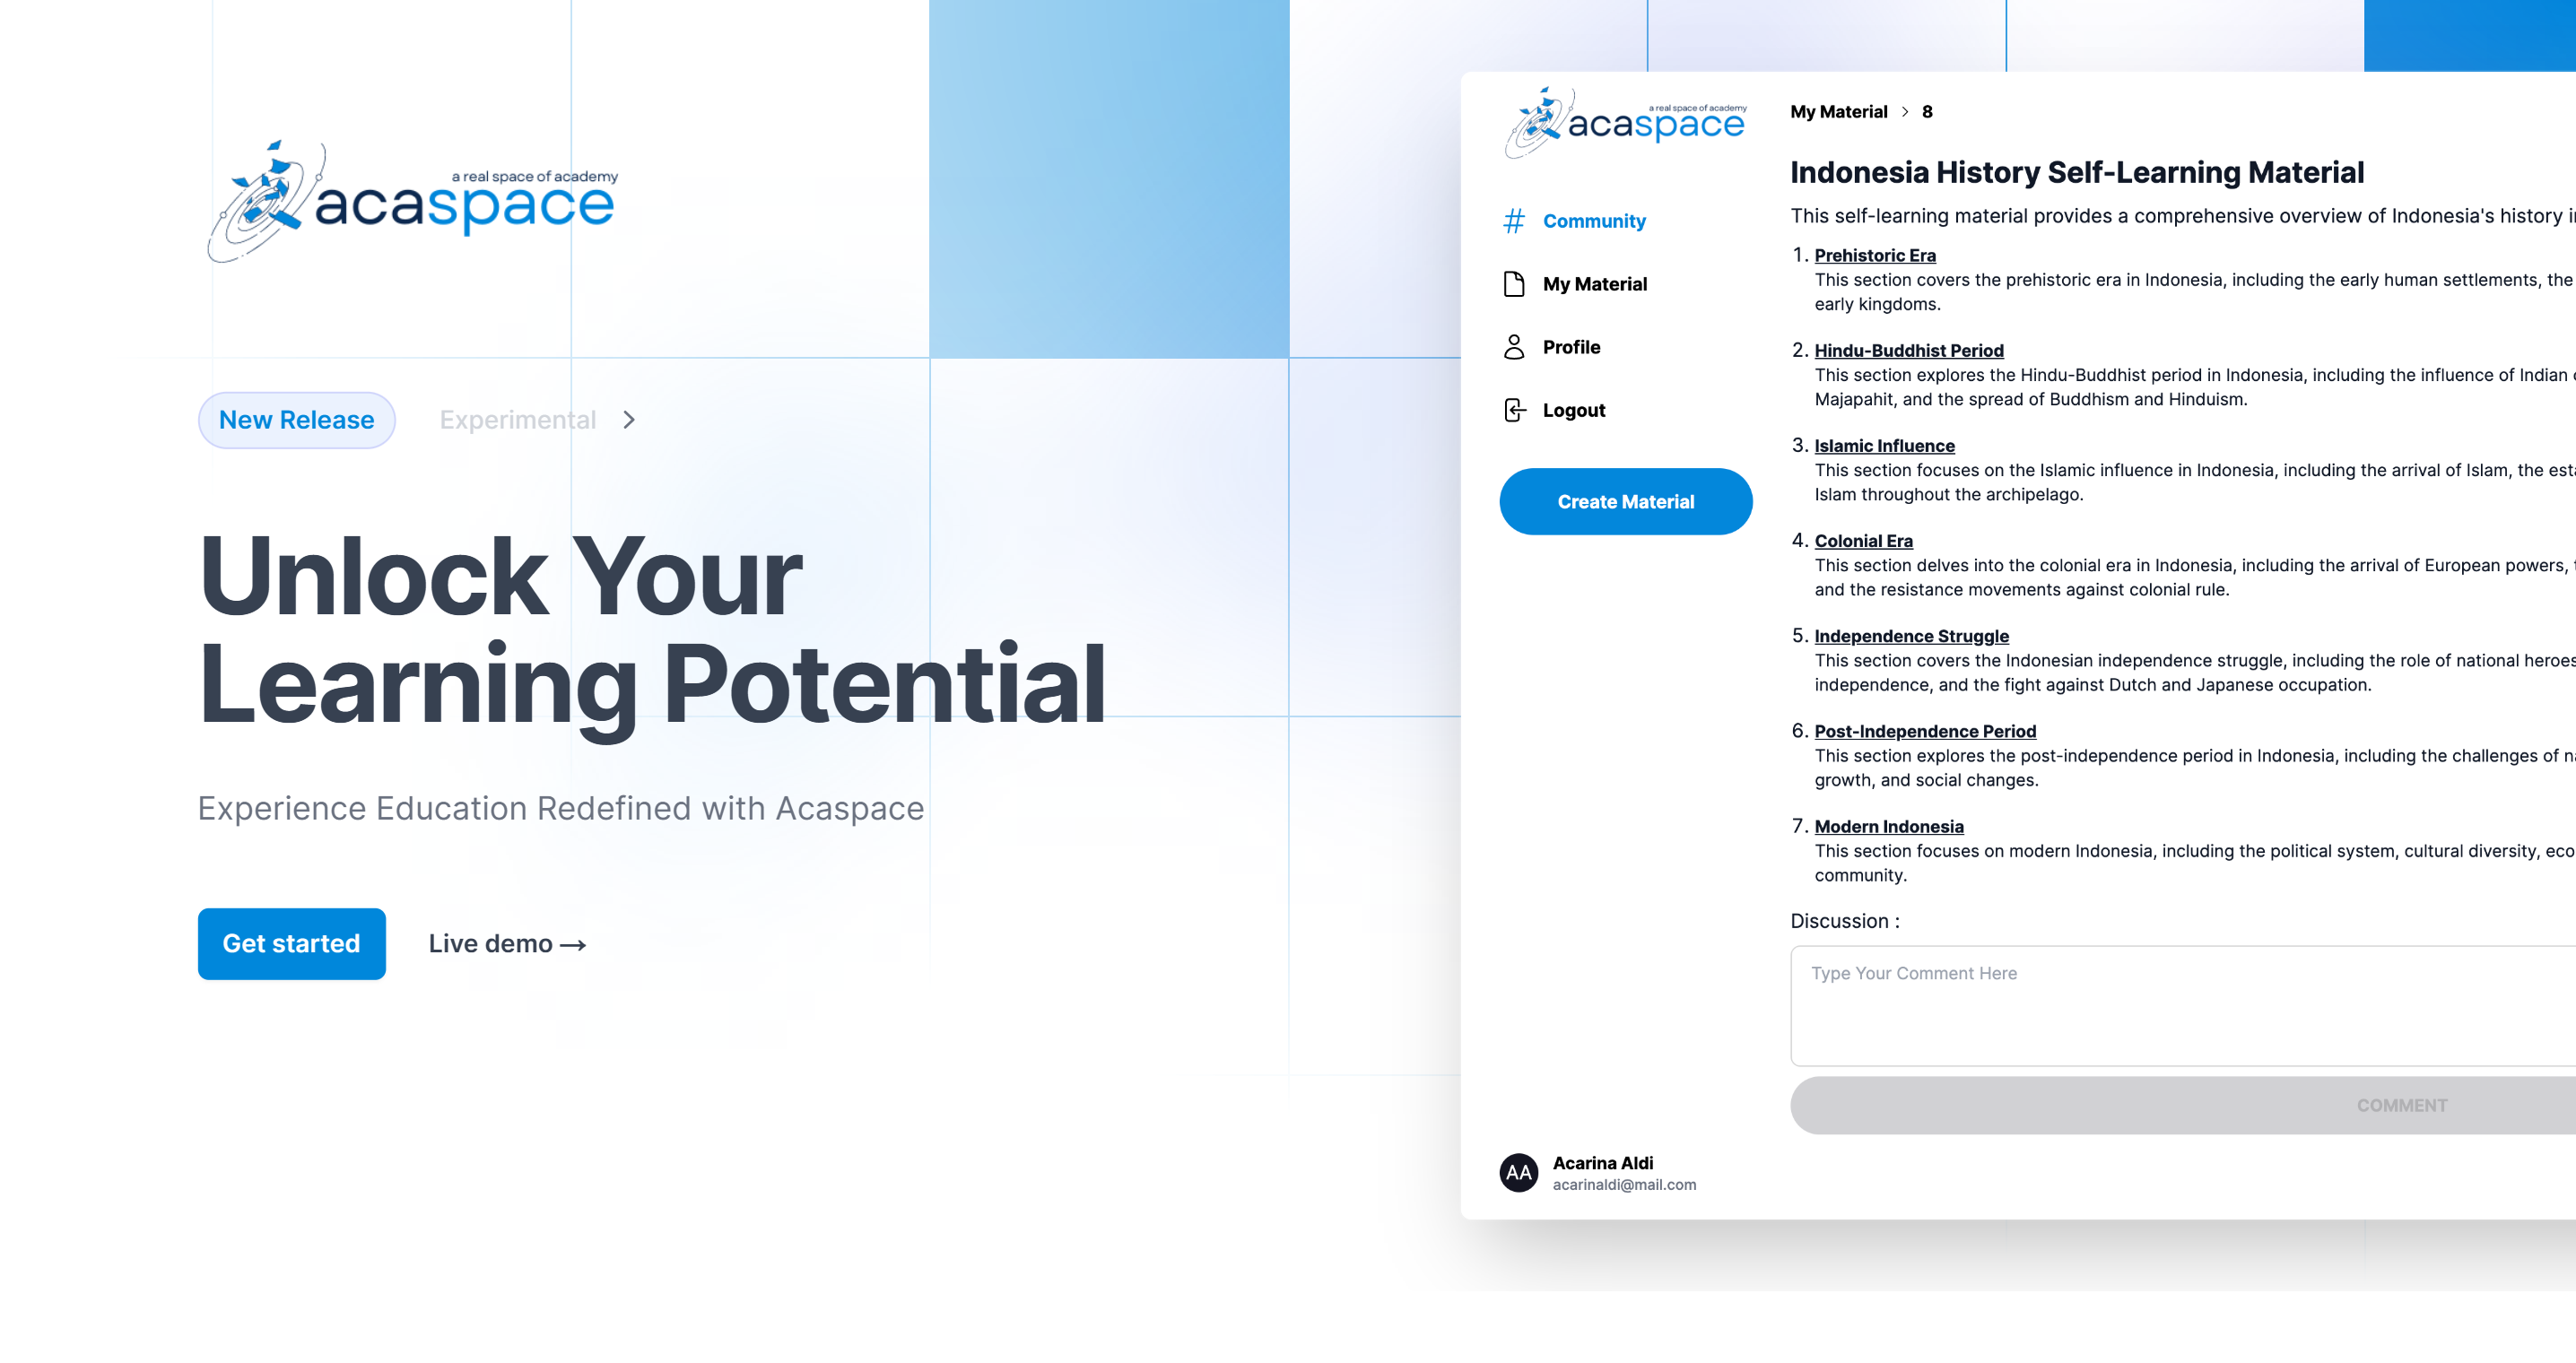 a real space of academy
acaspace
New Release
Experimental
Unlock Your
Learning Potential
Experience Education Redefined with Acaspace
Get started
Live demo →
a real space of academy
acaspace
Community
My Material
Profile
Logout
Create Material
AA
Acarina Aldi
acarinaldi@mail.com
My Material > 8
Indonesia History Self-Learning Material
This self-learning material provides a comprehensive overview of Indonesia's history
1. Prehistoric Era
This section covers the prehistoric era in Indonesia, including the early human settlements, the
early kingdoms.
2. Hindu-Buddhist Period
This section explores the Hindu-Buddhist period in Indonesia, including the influence of Indian
Majapahit, and the spread of Buddhism and Hinduism.
3. Islamic Influence
This section focuses on the Islamic influence in Indonesia, including the arrival of Islam, the
Islam throughout the archipelago.
4. Colonial Era
This section delves into the colonial era in Indonesia, including the arrival of European powers,
and the resistance movements against colonial rule.
5. Independence Struggle
This section covers the Indonesian independence struggle, including the role of national heroes
independence, and the fight against Dutch and Japanese occupation.
6. Post-Independence Period
This section explores the post-independence period in Indonesia, including the challenges of
growth, and social changes.
7. Modern Indonesia
This section focuses on modern Indonesia, including the political system, cultural diversity,
community.
Discussion :
Type Your Comment Here
COMMENT